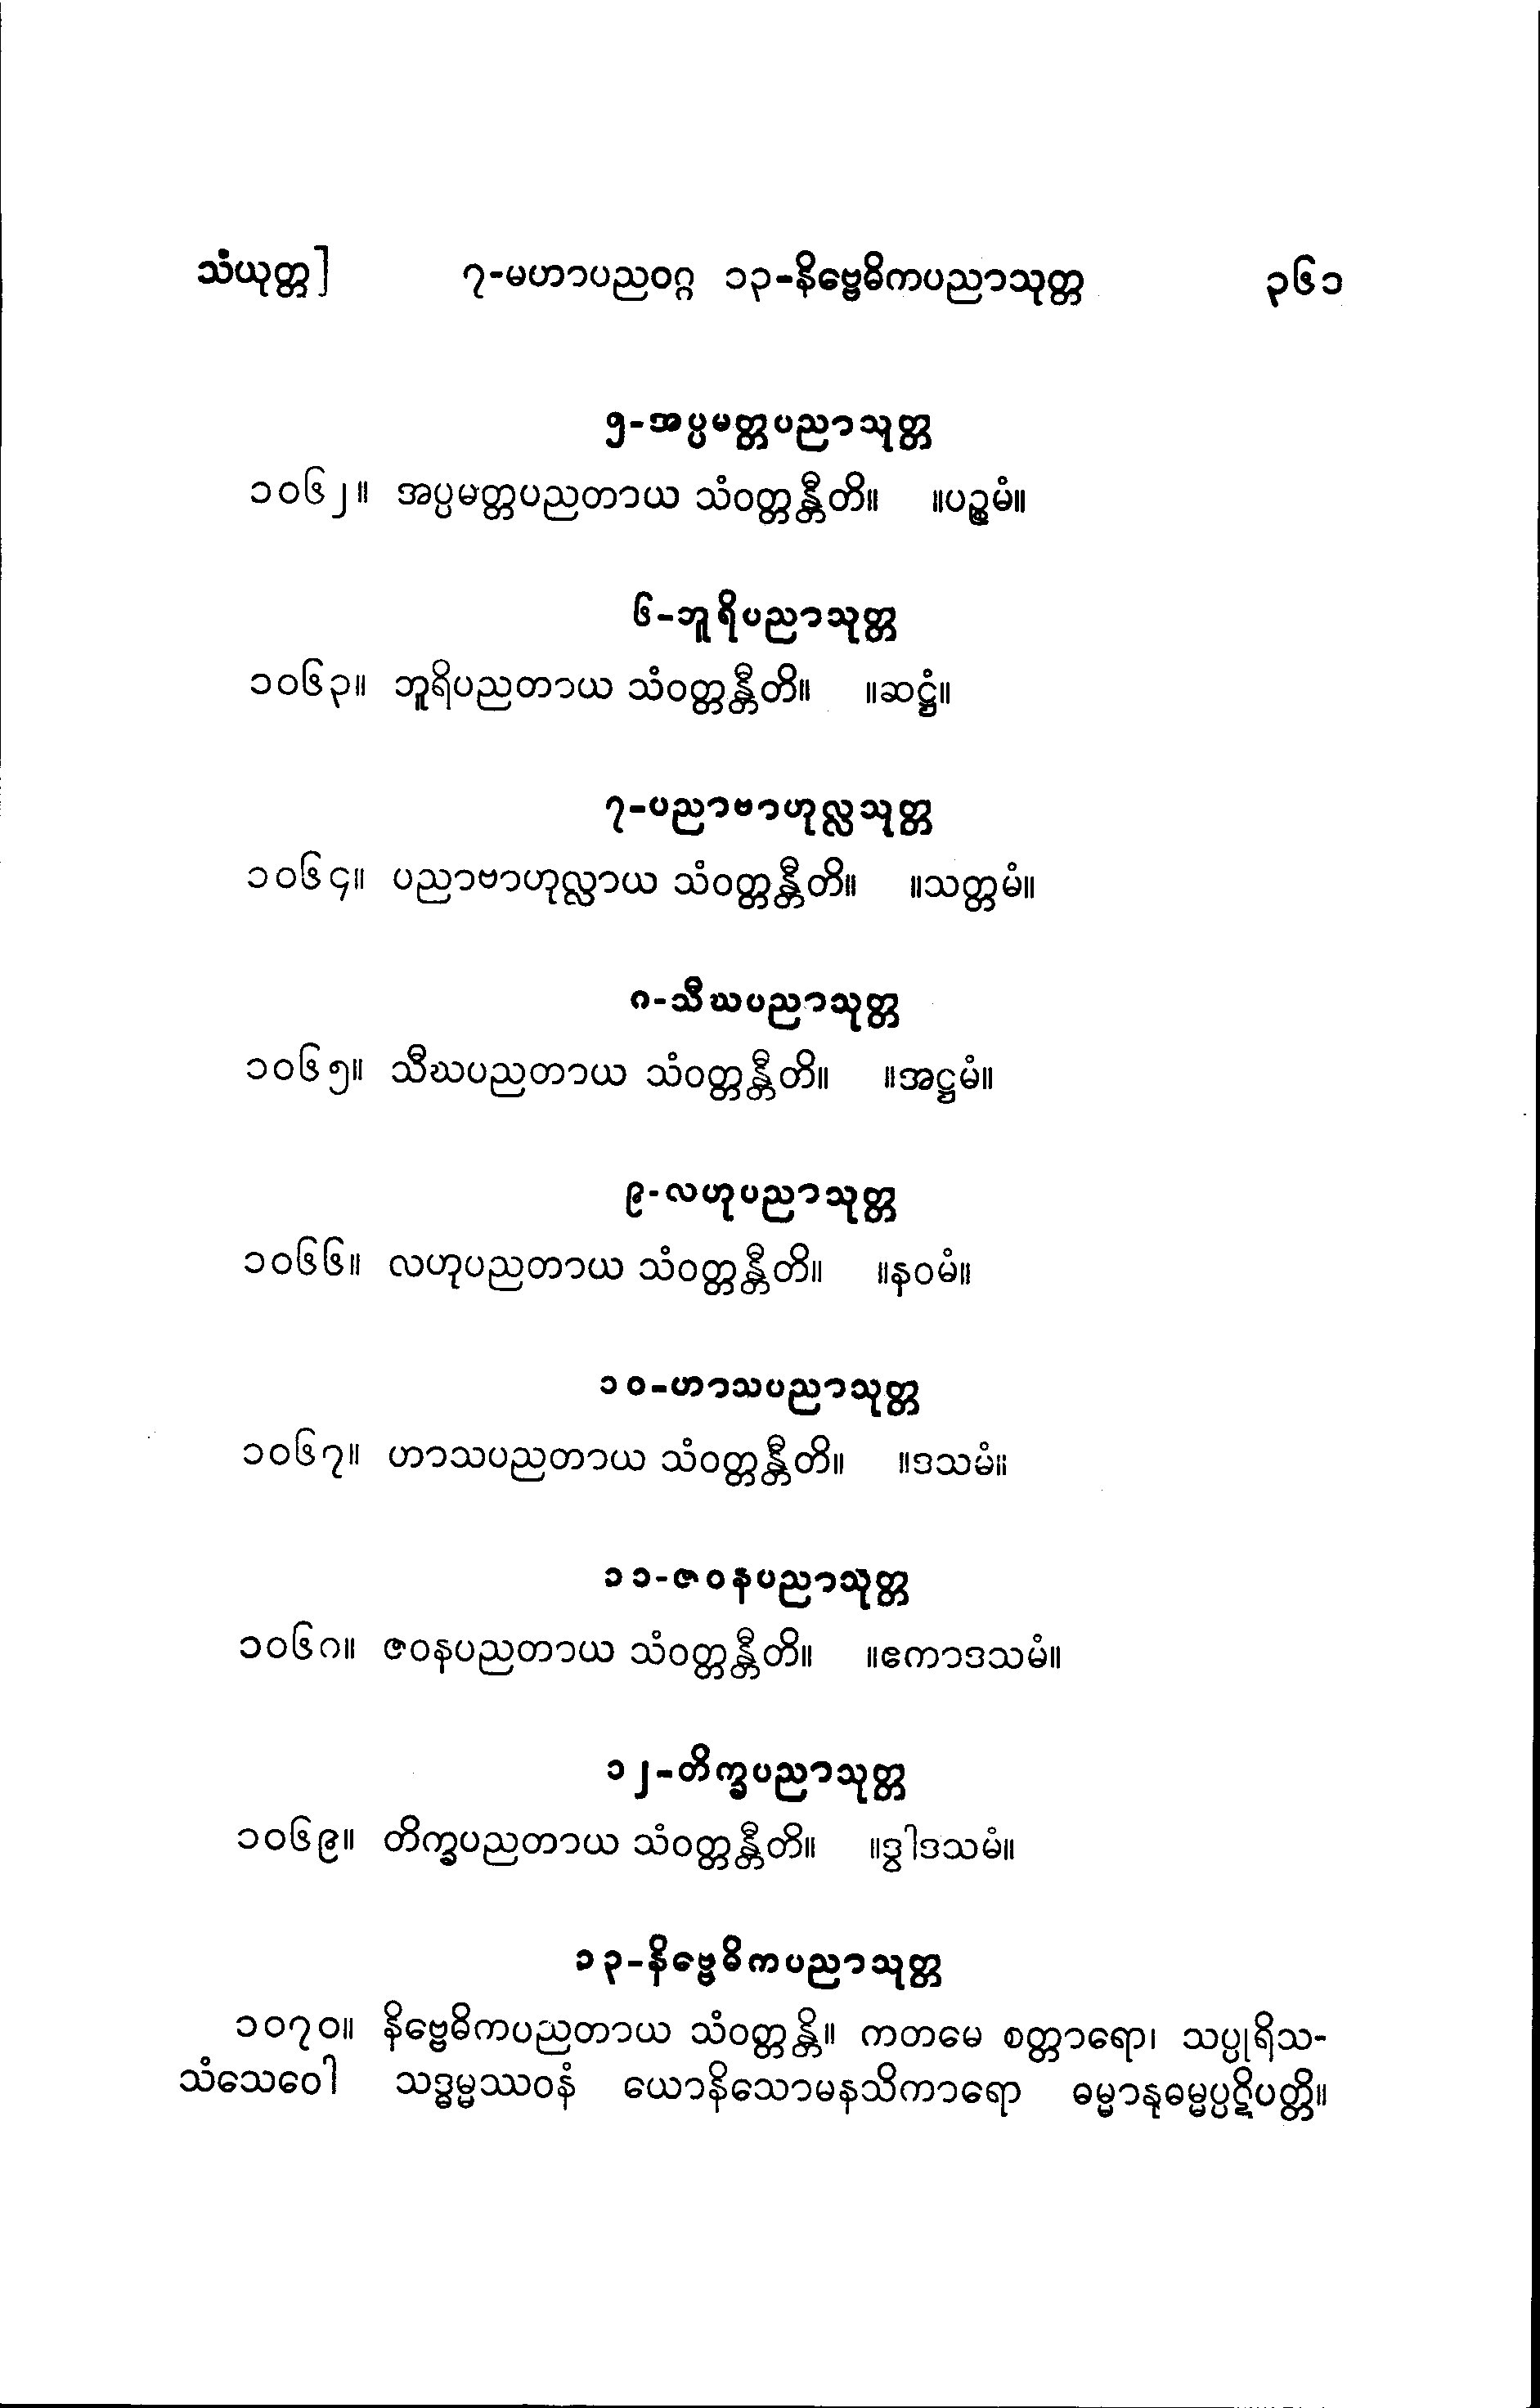 သံယုတ္တ] ၇-မဟာပညဝဂ္ဂ ၁၃-နိဗ္ဗေဓိကပညာသုတ္တ ၃၆၁
၅-အပ္ပမတ္တပညာသုတ္တ
၁၀၆၂။ အပ္ပမတ္တပညတာယ သံဝတ္တန္တီတိ။ ။ပဉ္စမံ။
၆-ဘူရိပညာသုတ္တ
၁၀၆၃။ ဘူရိပညတာယ သံဝတ္တန္တီတိ။ ။ဆဋ္ဌံ။
၇-ပညာဗာဟုလ္လသုတ္တ
၁၀၆၄။ ပညာဗာဟုလ္လာယ သံဝတ္တန္တီတိ။ ။သတ္တမံ။
၈-သီဃပညာသုတ္တ
၁၀၆၅။ သီဃပညတာယ သံဝတ္တန္တီတိ။ ။အဋ္ဌမံ။
၉-လဟုပညာသုတ္တ
၁၀၆၆။ လဟုပညတာယ သံဝတ္တန္တီတိ။ ။နဝမံ။
၁၀-ဟာသပညာသုတ္တ
၁၀၆၇။ ဟာသပညတာယ သံဝတ္တန္တီတိ။ ။ဒသမံ။
၁၁-ဇဝနပညာသုတ္တ
၁၀၆၈။ ဇဝနပညတာယ သံဝတ္တန္တီတိ။ ။ဧကာဒသမံ။
၁၂-တိက္ခပညာသုတ္တ
၁၀၆၉။ တိက္ခပညတာယ သံဝတ္တန္တီတိ။ ။ဒွါဒသမံ။
၁၃-နိဗ္ဗေဓိကပညာသုတ္တ
၁၀၇၀။ နိဗ္ဗေဓိကပညတာယ သံဝတ္တန္တိ။ ကတမေ စတ္တာရော၊ သပ္ပုရိသ-
သံသေဝေါ သဒ္ဓမ္မဿဝနံ ယောနိသောမနသိကာရော ဓမ္မာနုဓမ္မပ္ပဋိပတ္တိ။